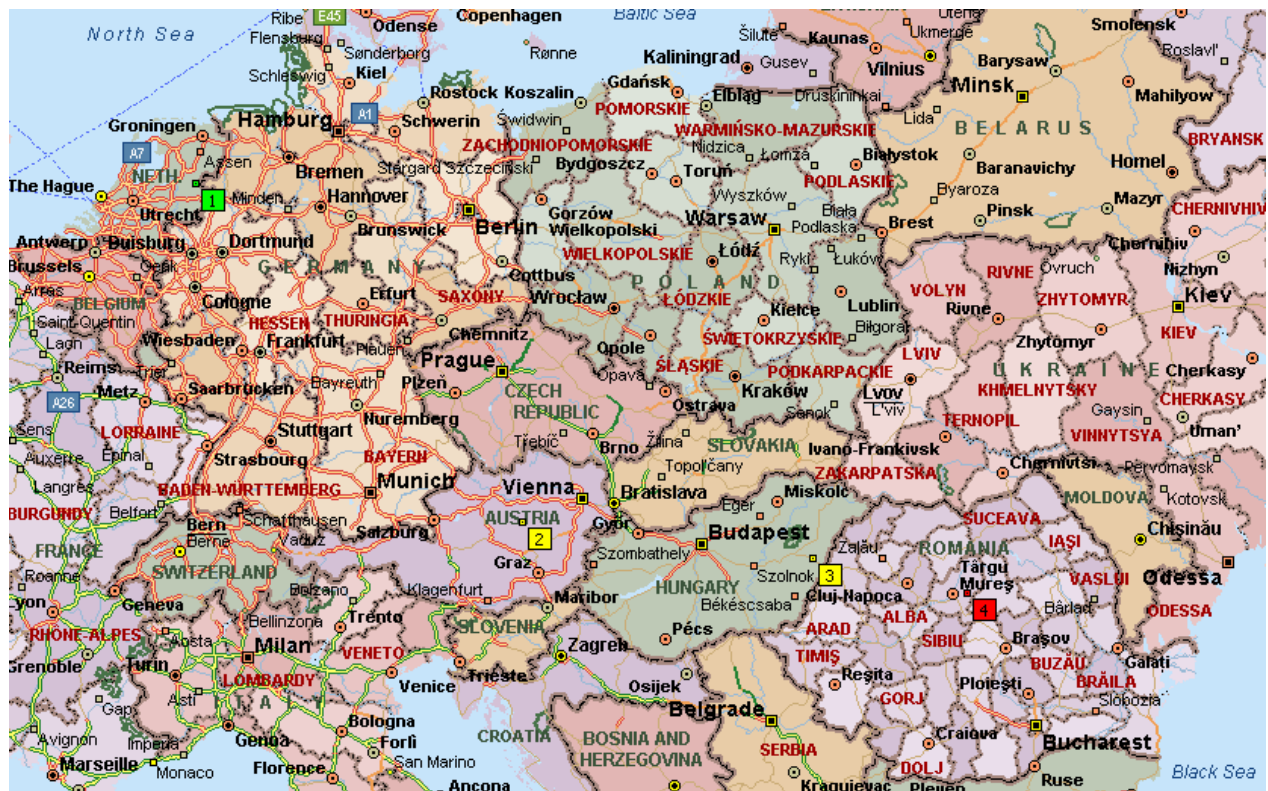 North Sea
Baltic Sea
Ribe
E45
Odense
Copenhagen
Flensburg
Sønderborg
Rønne
Šilutė
Kaunas
Utena
Ukmergė
Smolensk
Roslavl'
Schleswig
Kiel
Kaliningrad
Gusev
Vilnius
Barysaw
Minsk
Mahilyow
Rostock
Koszalin
Gdańsk
POMORSKIE
Elbląg
Druskininkai
Lida
BELARUS
BRYANSK
Groningen
Hamburg
A1
Schwerin
Świdwin
ZACHODNIOPOMORSKIE
WARMIŃSKO-MAZURSKIE
Nidzica
Łomża
Białystok
Baranavichy
Homel
A7
Assen
Bremen
Stargard Szczeciński
Bydgoszcz
Toruń
PODLASKIE
The Hague
NETH.
1
Minden
Hannover
Wyszków
Byaroza
Mazyr
Utrecht
Brunswick
Berlin
Gorzów
Wielkopolski
Warsaw
Biała
Podlaska
Brest
Pinsk
CHERNIVHIV
Antwerp
Duisburg
Dortmund
GERMANY
WIELKOPOLSKIE
Łódź
Ryki
Łuków
Chernihiv
Brussels
Genk
Cottbus
POLAND
VOLYN
RIVNE
Ovruch
Nizhyn
Arras
BELGIUM
Cologne
Erfurt
SAXONY
Wrocław
ŁÓDZKIE
Lublin
Rivne
ZHYTOMYR
Kiev
Saint-Quentin
HESSEN
THURINGIA
Chemnitz
Kielce
Biłgoraj
Zhytomyr
KIEV
Laon
Wiesbaden
Frankfurt
Plauen
Prague
Opole
ŚWIĘTOKRZYSKIE
LVIV
UKRAINE
Reims
Trier
Saarbrücken
Bayreuth
Plzeň
CZECH
REPUBLIC
Opava
ŚLĄSKIE
PODKARPACKIE
Kraków
Lvov
L'viv
KHMELNYTSKY
Cherkasy
CHERKASY
Metz
A26
Nuremberg
Ostrava
Sanok
TERNOPIL
Gaysin
Uman'
Sens
LORRAINE
Stuttgart
Třebíč
Brno
Žilina
SLOVAKIA
Ivano-Frankivsk
VINNYTSYA
Auxerre
Épinal
Strasbourg
BAYERN
Topoľčany
ZAKARPATSKA
Chernivtsi
Pervomaysk
Langres
BADEN-WÜRTTEMBERG
Munich
Vienna
Bratislava
Miskolc
MOLDOVA
Kotovsk
BURGUNDY
Belfort
Schaffhausen
Salzburg
AUSTRIA
Eger
SUCEAVA
Bern
Berne
2
Győr
Budapest
Chişinău
FRANCE
Vaduz
Szombathely
Zalău
ROMANIA
IAŞI
Roanne
SWITZERLAND
Graz
Szolnok
3
Târgu
Mureş
VASLUI
Odessa
Lyon
Geneva
Bolzano
Klagenfurt
Maribor
HUNGARY
Békéscsaba
Cluj-Napoca
4
Bârlad
ODESSA
Bellinzona
Trento
SLOVENIA
Pécs
ARAD
ALBA
RHÔNE-ALPES
Aosta
Milan
VENETO
Zagreb
TIMIŞ
SIBIU
Braşov
Grenoble
Turin
LOMBARDY
Venice
Trieste
Osijek
Reşita
BUZĂU
Galați
Gap
Asti
ITALY
GORJ
Ploieşti
BRĂILA
Slobozia
Avignon
Imperia
Genoa
Bologna
Forlì
CROATIA
BOSNIA AND
HERZEGOVINA
Belgrade
SERBIA
Craiova
Bucharest
Marseille
Monaco
Florence
San Marino
Ancona
Kragujevac
DOLJ
Pleven
Ruse
Black Sea